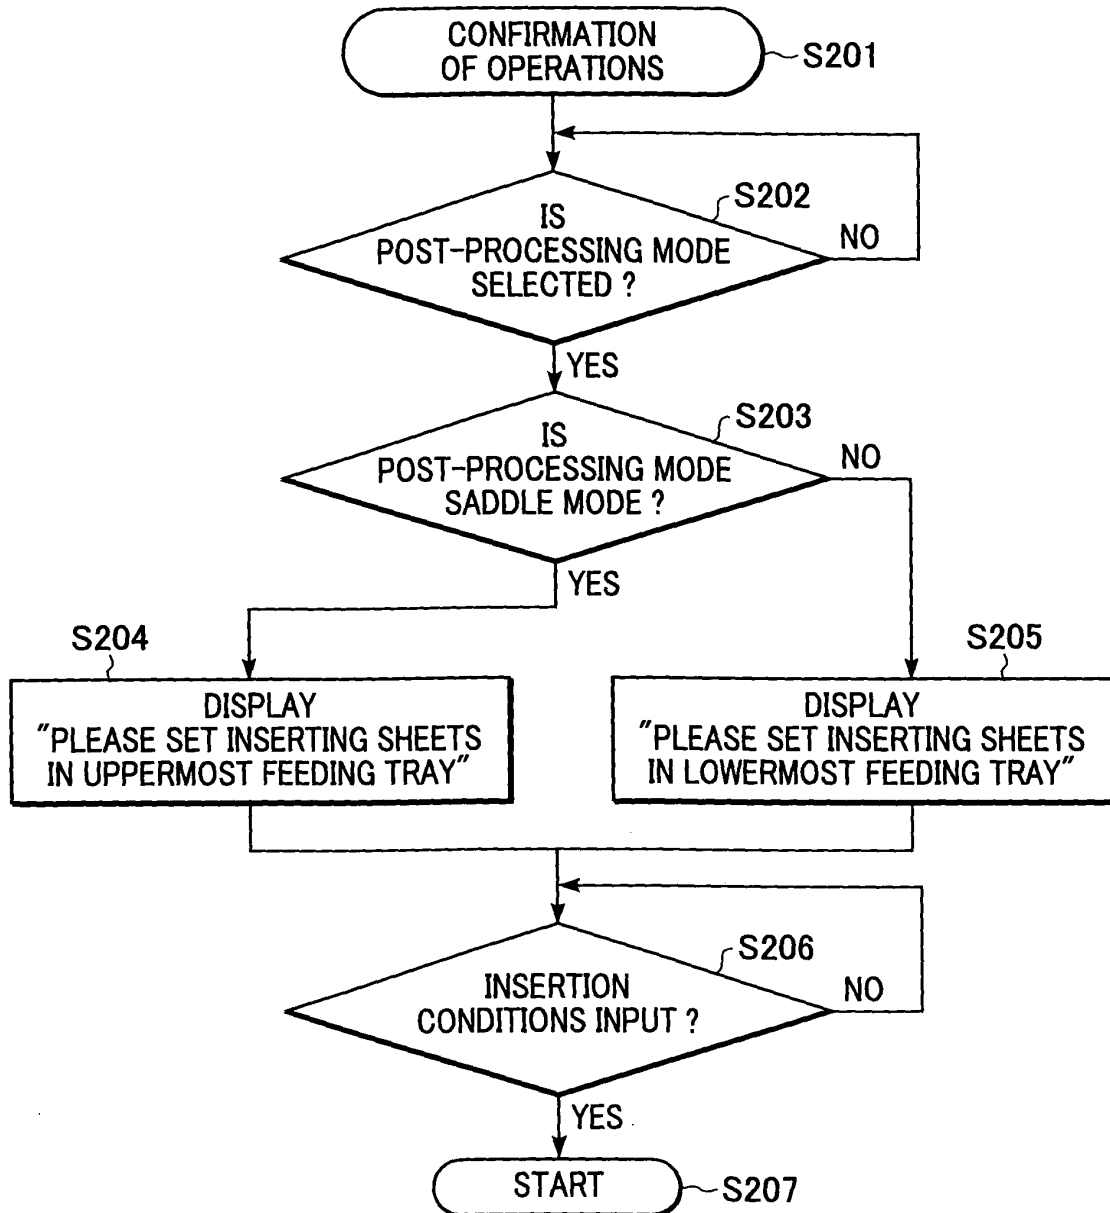 CONFIRMATION
OF OPERATIONS
S201
S202
IS
POST-PROCESSING MODE
SELECTED ?
NO
YES
S203
IS
POST-PROCESSING MODE
SADDLE MODE ?
NO
YES
S204
DISPLAY
"PLEASE SET INSERTING SHEETS
IN UPPERMOST FEEDING TRAY"
S205
DISPLAY
"PLEASE SET INSERTING SHEETS
IN LOWERMOST FEEDING TRAY"
S206
INSERTION
CONDITIONS INPUT ?
NO
YES
START
S207